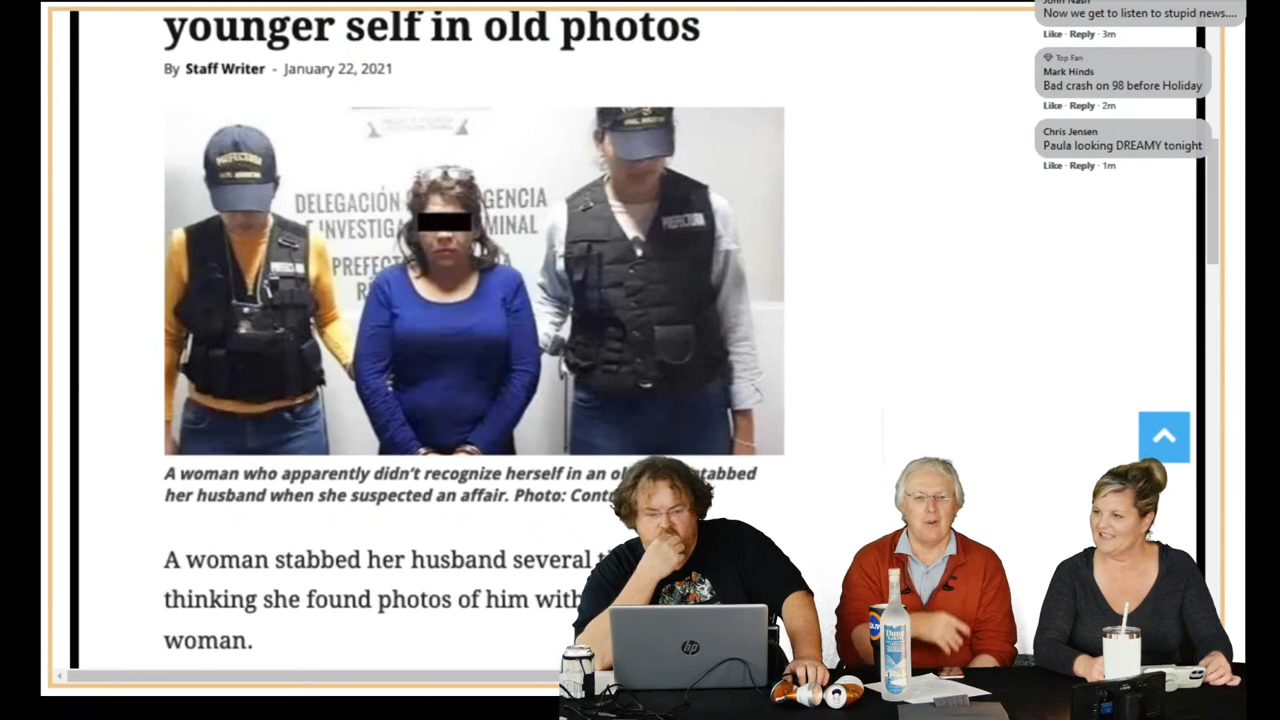 younger self in old photos
By Staff Writer - January 22, 2021
PREFECTURA
DELEGACIÓN GENCIA
E INVESTIGA MINAL
PREFECT
PREFECTURA
A woman who apparently didn't recognize herself in an ol stabbed
her husband when she suspected an affair. Photo: Cont
A woman stabbed her husband several t
thinking she found photos of him with
woman.
John Nash
Now we get to listen to stupid news....
Like · Reply · 3m
Top Fan
Mark Hinds
Bad crash on 98 before Holiday
Like · Reply · 2m
Chris Jensen
Paula looking DREAMY tonight
Like · Reply · 1m
hp